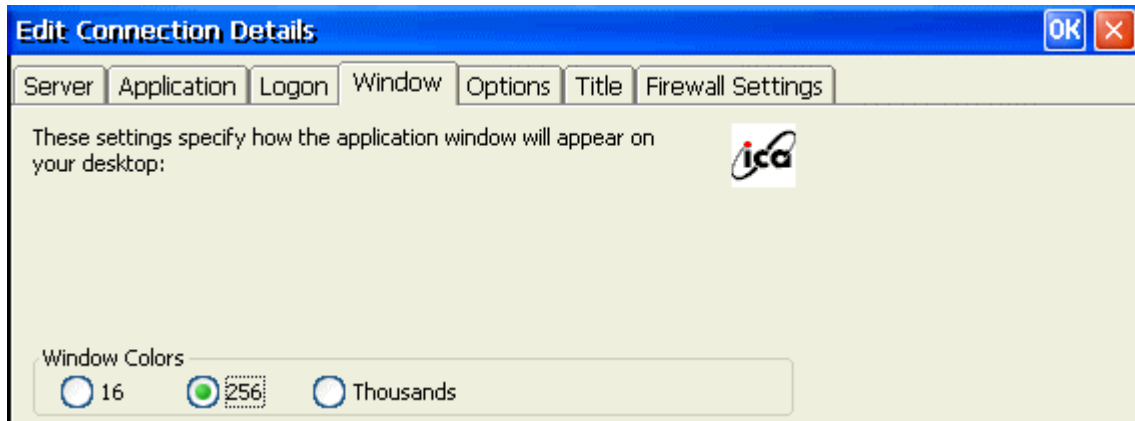 Edit Connection Details OK
Server Application Logon Window Options Title Firewall Settings
These settings specify how the application window will appear on
your desktop:
ica
Window Colors
16 256 Thousands